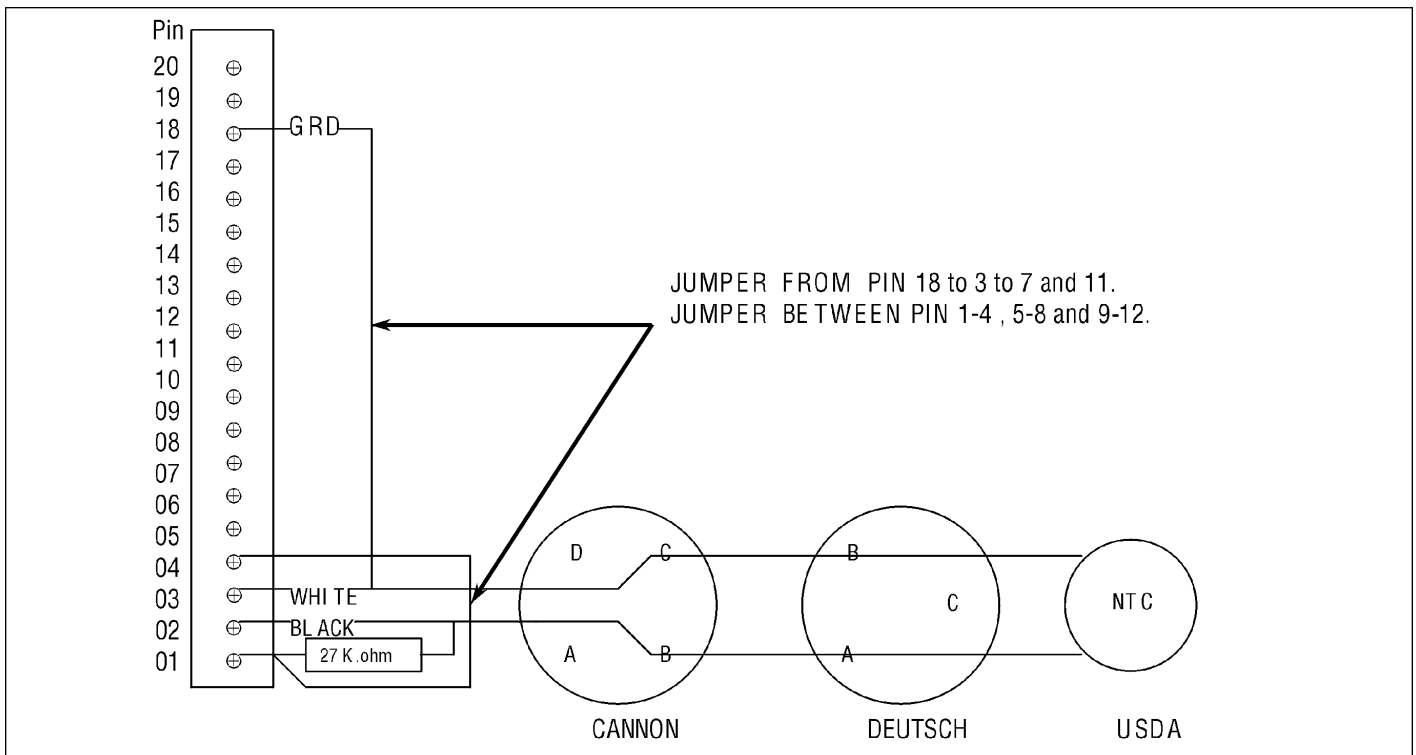 Pin
20
19
18
GRD
17
16
15
14
13
JUMPER FROM PIN 18 to 3 to 7 and 11.
JUMPER BETWEEN PIN 1-4 , 5-8 and 9-12.
12
11
10
09
08
07
06
05
04
D
C
B
03
WHITE
C
NTC
02
BLACK
01
27 K.ohm
A
B
A
CANNON
DEUTSCH
USDA